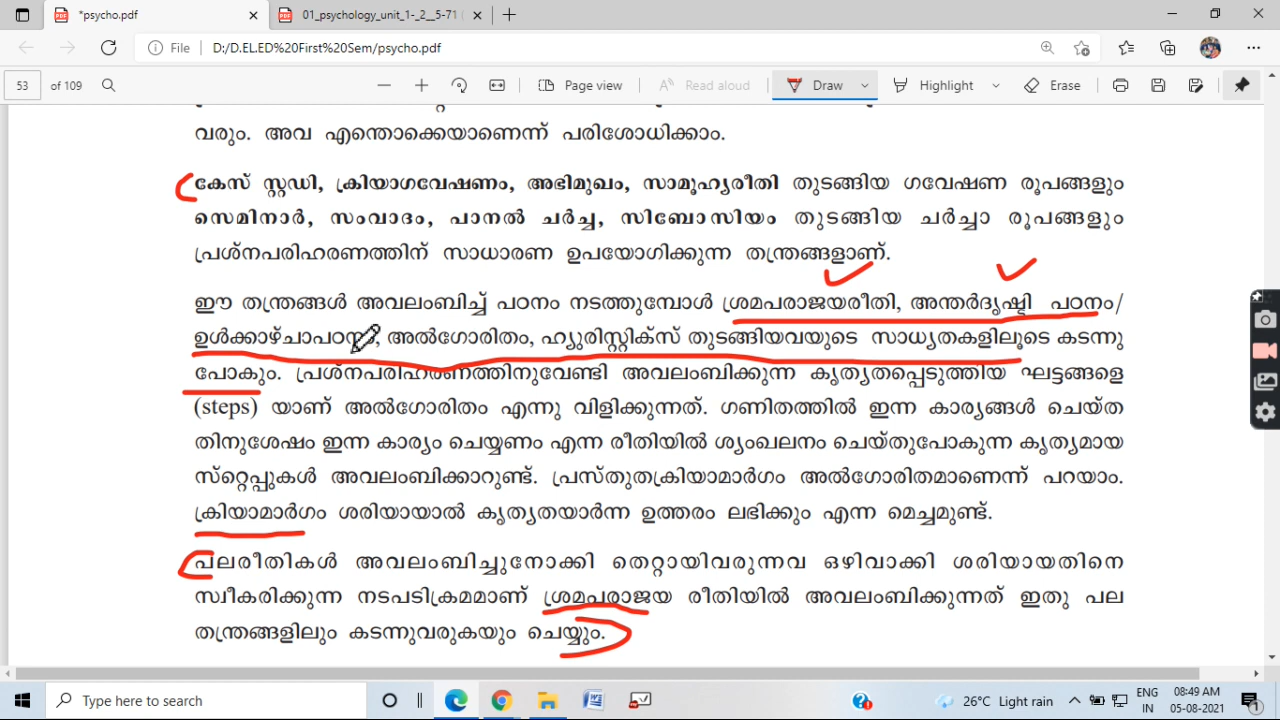 *psycho.pdf
01_psychology_unit_1-_2__5-71 (
File D:/D.EL.ED%20First%20Sem/psycho.pdf
53 of 109 Page view Read aloud Draw Highlight Erase
വരും. അവ എന്തൊക്കെയാണെന്ന് പരിശോധിക്കാം.
കേസ് സ്റ്റഡി, ക്രിയാഗവേഷണം, അഭിമുഖം, സാമൂഹ്യരീതി തുടങ്ങിയ ഗവേഷണ രൂപങ്ങളും
സെമിനാർ, സംവാദം, പാനൽ ചർച്ച, സിബോസിയം തുടങ്ങിയ ചർച്ചാ രൂപങ്ങളും
പ്രശ്നപരിഹരണത്തിന് സാധാരണ ഉപയോഗിക്കുന്ന തന്ത്രങ്ങളാണ്.
ഈ തന്ത്രങ്ങൾ അവലംബിച്ച് പഠനം നടത്തുമ്പോൾ ശ്രമപരാജയരീതി, അന്തർദൃഷ്ടി പഠനം/
ഉൾക്കാഴ്ചാപഠനം, അൽഗോരിതം, ഹ്യുരിസ്റ്റിക്സ് തുടങ്ങിയവയുടെ സാധ്യതകളിലൂടെ കടന്നു
പോകും. പ്രശ്നപരിഹരണത്തിനുവേണ്ടി അവലംബിക്കുന്ന കൃത്യതപ്പെടുത്തിയ ഘട്ടങ്ങളെ
(steps) യാണ് അൽഗോരിതം എന്നു വിളിക്കുന്നത്. ഗണിതത്തിൽ ഇന്ന കാര്യങ്ങൾ ചെയ്ത
തിനുശേഷം ഇന്ന കാര്യം ചെയ്യണം എന്ന രീതിയിൽ ശൃംഖലനം ചെയ്തുപോകുന്ന കൃത്യമായ
സ്റ്റെപ്പുകൾ അവലംബിക്കാറുണ്ട്. പ്രസ്തുതക്രിയാമാർഗം അൽഗോരിതമാണെന്ന് പറയാം.
ക്രിയാമാർഗം ശരിയായാൽ കൃത്യതയാർന്ന ഉത്തരം ലഭിക്കും എന്ന മെച്ചമുണ്ട്.
പലരീതികൾ അവലംബിച്ചുനോക്കി തെറ്റായിവരുന്നവ ഒഴിവാക്കി ശരിയായതിനെ
സ്വീകരിക്കുന്ന നടപടിക്രമമാണ് ശ്രമപരാജയ രീതിയിൽ അവലംബിക്കുന്നത് ഇതു പല
തന്ത്രങ്ങളിലും കടന്നുവരുകയും ചെയ്യും.
Type here to search 26°C Light rain ENG 08:49 AM
IN 05-08-2021